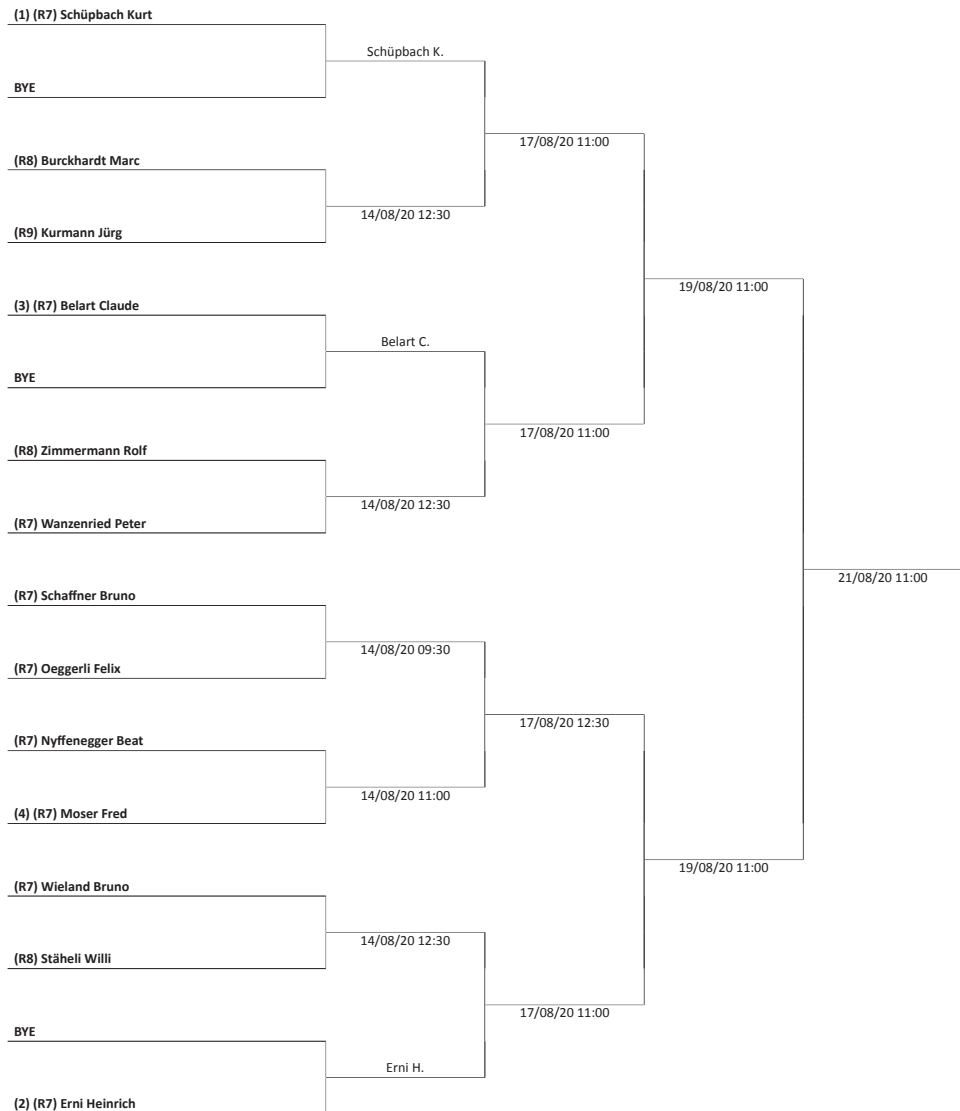 (1) (R7) Schüpbach Kurt
Schüpbach K.
BYE
17/08/20 11:00
(R8) Burckhardt Marc
14/08/20 12:30
(R9) Kurmann Jürg
19/08/20 11:00
(3) (R7) Belart Claude
Belart C.
BYE
17/08/20 11:00
(R8) Zimmermann Rolf
14/08/20 12:30
(R7) Wanzenried Peter
21/08/20 11:00
(R7) Schaffner Bruno
14/08/20 09:30
(R7) Oeggerli Felix
17/08/20 12:30
(R7) Nyffenegger Beat
14/08/20 11:00
(4) (R7) Moser Fred
19/08/20 11:00
(R7) Wieland Bruno
14/08/20 12:30
(R8) Stäheli Willi
17/08/20 11:00
BYE
Erni H.
(2) (R7) Erni Heinrich